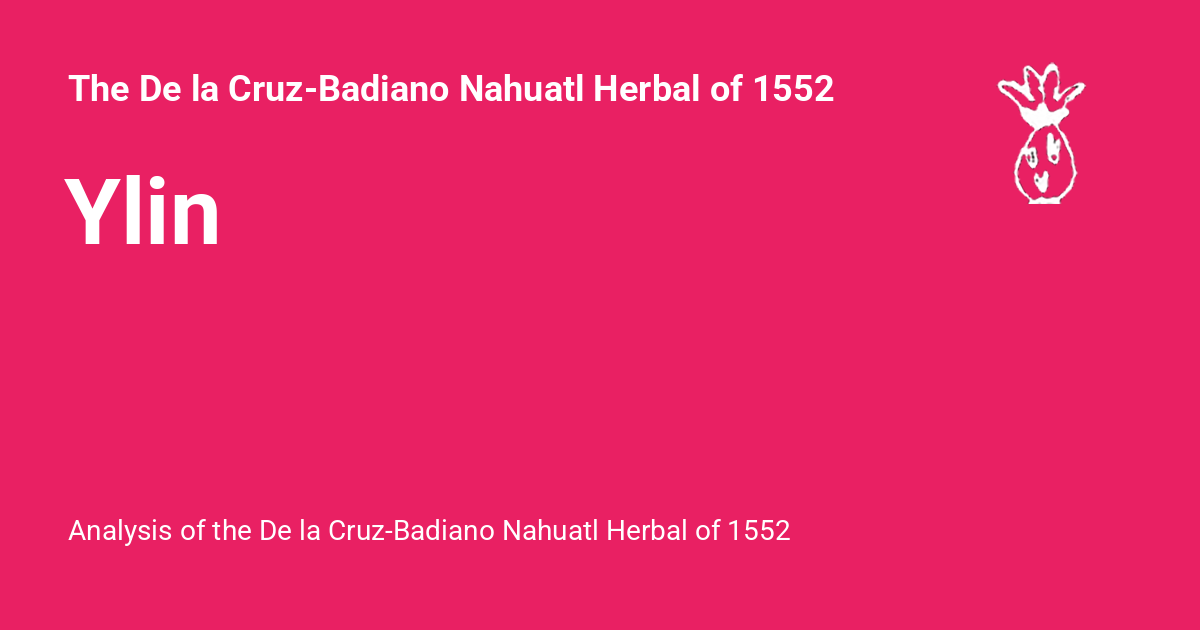 The De la Cruz-Badiano Nahuatl Herbal of 1552
Ylin
Analysis of the De la Cruz-Badiano Nahuatl Herbal of 1552